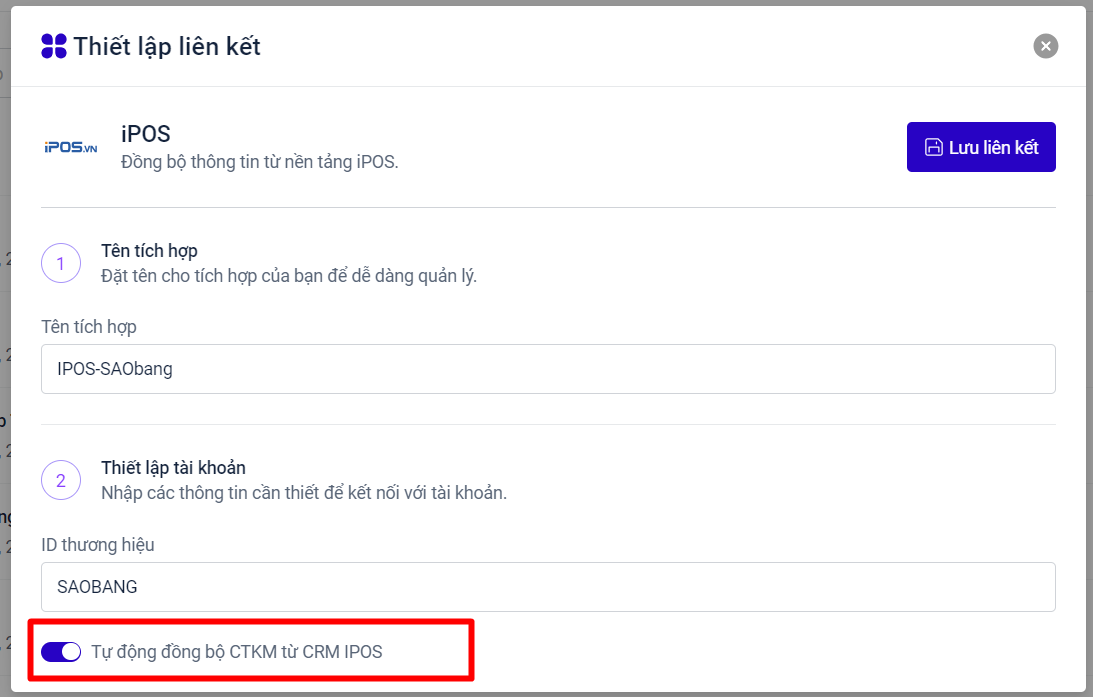 Thiết lập liên kết
iPOS.VN
iPOS
Đồng bộ thông tin từ nền tảng iPOS.
Lưu liên kết
1
Tên tích hợp
Đặt tên cho tích hợp của bạn để dễ dàng quản lý.
Tên tích hợp
IPOS-SAObang
2
Thiết lập tài khoản
Nhập các thông tin cần thiết để kết nối với tài khoản.
ID thương hiệu
SAOBANG
Tự động đồng bộ CTKM từ CRM IPOS